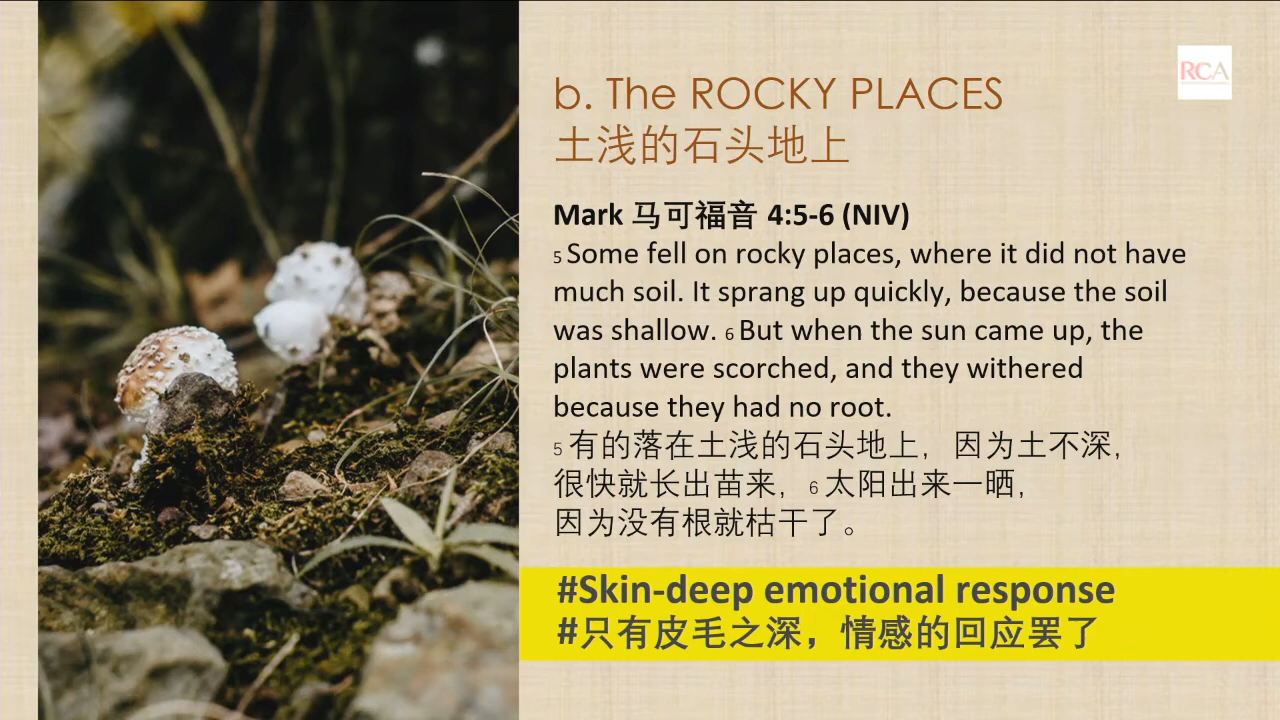 b. The ROCKY PLACES
土浅的石头地上
RCA
Mark 马可福音 4:5-6 (NIV)
5 Some fell on rocky places, where it did not have
much soil. It sprang up quickly, because the soil
was shallow. 6 But when the sun came up, the
plants were scorched, and they withered
because they had no root.
5 有的落在土浅的石头地上，因为土不深，
很快就长出苗来，6 太阳出来一晒，
因为没有根就枯干了。
#Skin-deep emotional response
#只有皮毛之深，情感的回应罢了